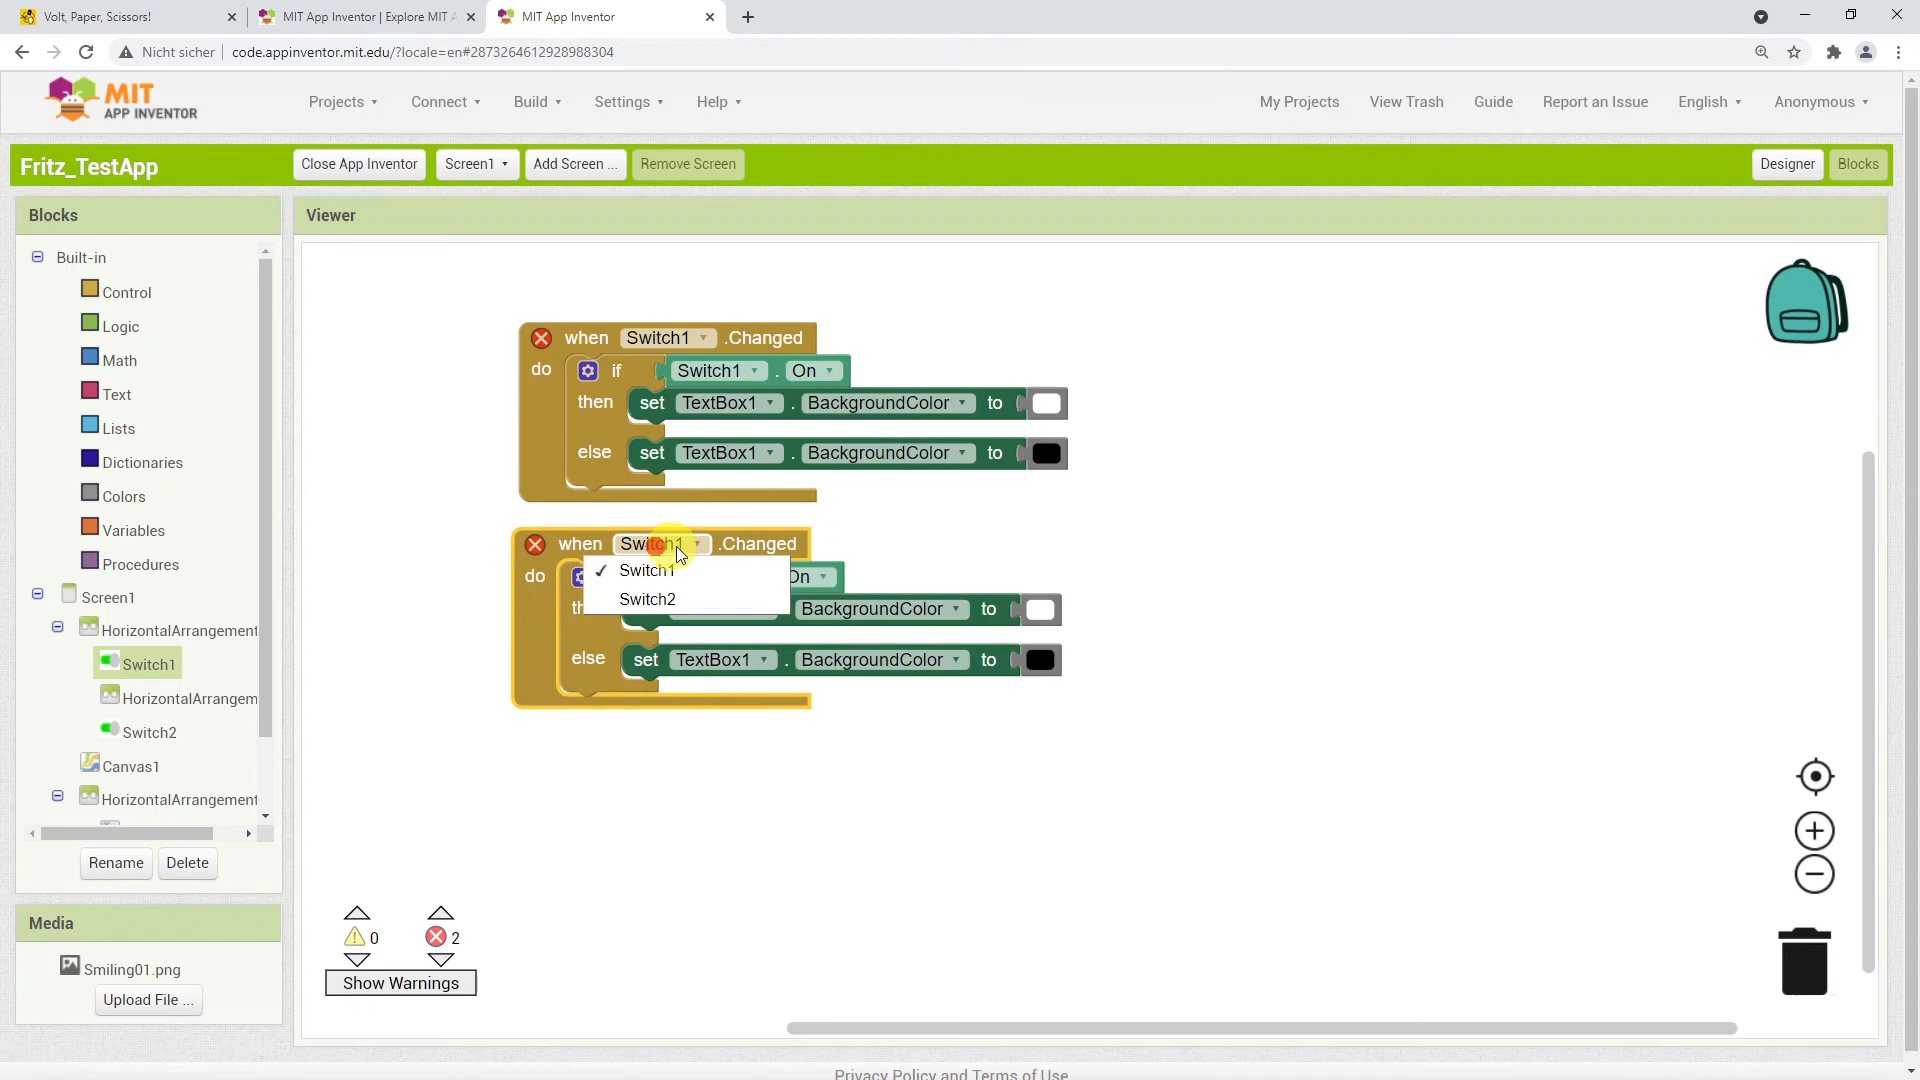 Volt, Paper, Scissors!
MIT App Inventor | Explore MIT A
MIT App Inventor
Nicht sicher
code.appinventor.mit.edu/?locale=en#2873264612928988304
MIT
APP INVENTOR
Projects
Connect
Build
Settings
Help
My Projects
View Trash
Guide
Report an Issue
English
Anonymous
Fritz_TestApp
Close App Inventor
Screen1
Add Screen ...
Remove Screen
Designer
Blocks
Blocks
Viewer
Built-in
Control
Logic
Math
Text
Lists
Dictionaries
Colors
Variables
Procedures
Screen1
HorizontalArrangement
Switch1
HorizontalArrangem
Switch2
Canvas1
HorizontalArrangement
Rename
Delete
Media
Smiling01.png
Upload File ...
when Switch1 .Changed
do if Switch1 . On
then set TextBox1 . BackgroundColor to
else set TextBox1 . BackgroundColor to
when Switch1 .Changed
do Switch1 On
Switch2
th BackgroundColor to
else set TextBox1 . BackgroundColor to
0
2
Show Warnings
Privacy Policy and Terms of Use